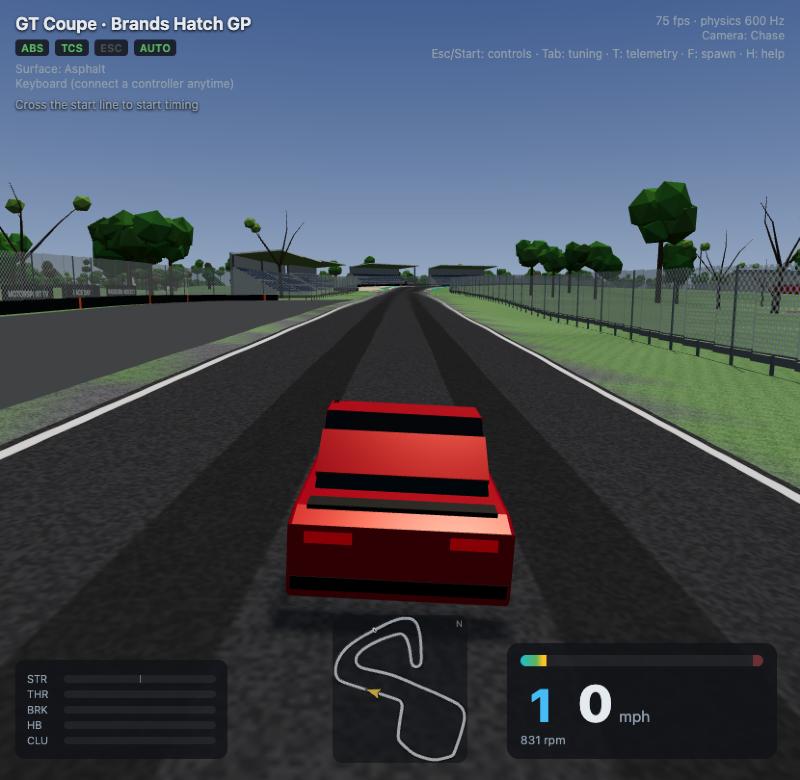 GT Coupe · Brands Hatch GP
ABS TCS ESC AUTO
Surface: Asphalt
Keyboard (connect a controller anytime)
Cross the start line to start timing
75 fps · physics 600 Hz
Camera: Chase
Esc/Start: controls · Tab: tuning · T: telemetry · F: spawn · H: help
STR
THR
BRK
HB
CLU
N
1 0 mph
831 rpm